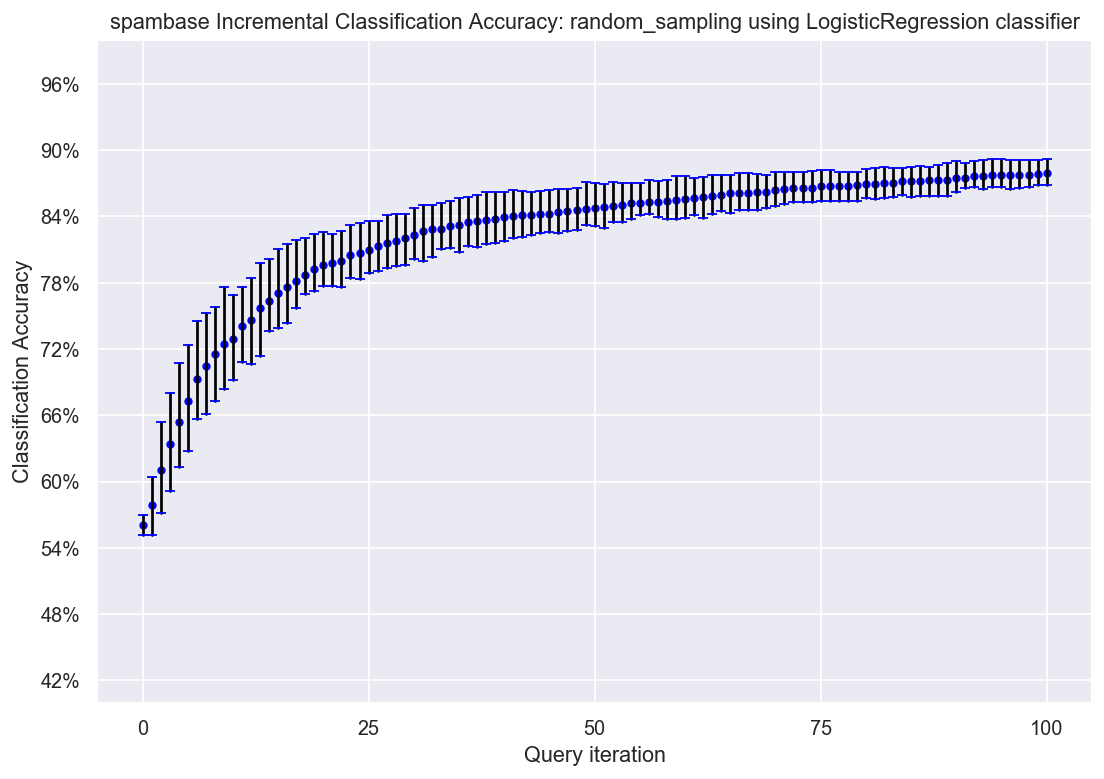 spambase Incremental Classification Accuracy: random_sampling using LogisticRegression classifier
96%
90%
84%
78%
72%
66%
60%
54%
48%
42%
Classification Accuracy
0 25 50 75 100
Query iteration